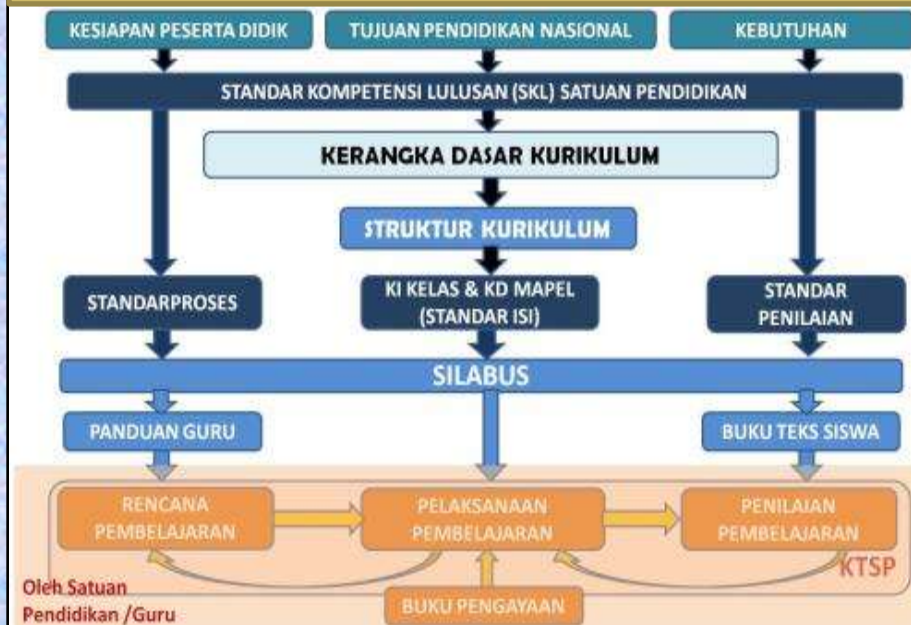 KESIAPAN PESERTA DIDIK
TUJUAN PENDIDIKAN NASIONAL
KEBUTUHAN
STANDAR KOMPETENSI LULUSAN (SKL) SATUAN PENDIDIKAN
KERANGKA DASAR KURIKULUM
STRUKTUR KURIKULUM
STANDARPROSES
KI KELAS & KD MAPEL
(STANDAR ISI)
STANDAR
PENILAIAN
SILABUS
PANDUAN GURU
BUKU TEKS SISWA
RENCANA
PEMBELAJARAN
PELAKSANAAN
PEMBELAJARAN
PENILAIAN
PEMBELAJARAN
KTSP
Oleh Satuan
Pendidikan /Guru
BUKU PENGAYAAN